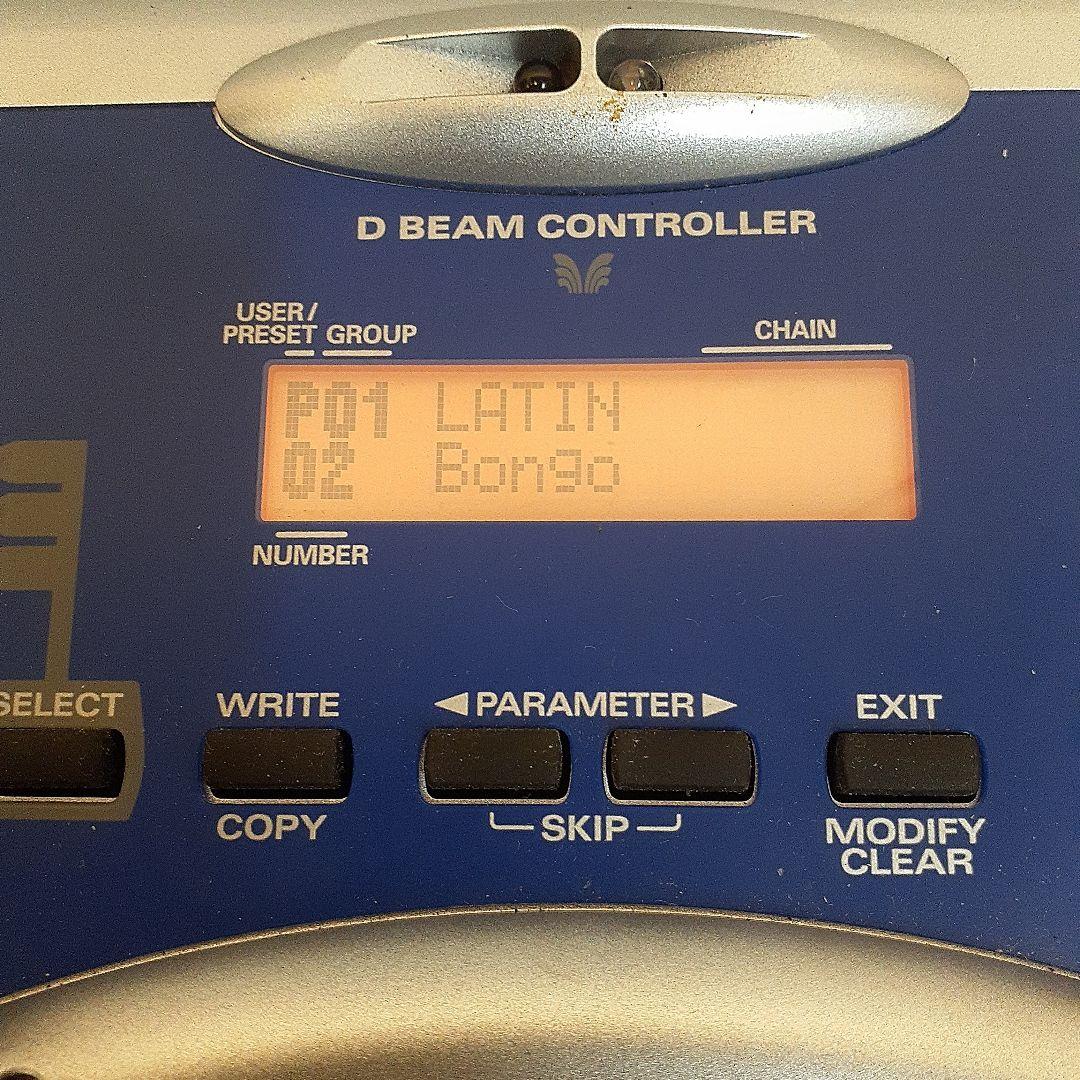 D BEAM CONTROLLER
USER/
PRESET GROUP
CHAIN
P01 LATIN
02 Bongo
NUMBER
SELECT
WRITE
◀PARAMETER▶
EXIT
COPY
SKIP
MODIFY
CLEAR